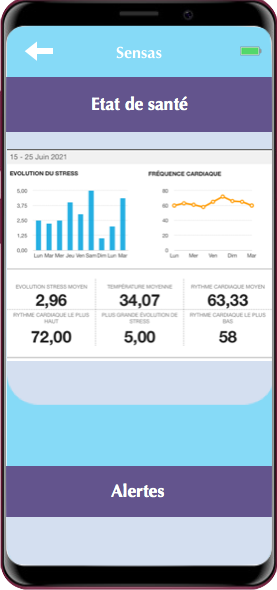 Sensas
Etat de santé
15 - 25 Juin 2021
EVOLUTION DU STRESS
5.00
3.75
2.50
1.25
0.00
Lun Mar Mer Jeu Ven Sam Dim Lun Mar
FRÉQUENCE CARDIAQUE
80
60
40
20
0
Lun Mer Ven Dim Mar
EVOLUTION STRESS MOYEN
2,96
TEMPÉRATURE MOYENNE
34,07
RYTHME CARDIAQUE MOYEN
63,33
RYTHME CARDIAQUE LE PLUS
HAUT
72,00
PLUS GRANDE ÉVOLUTION DE
STRESS
5,00
RYTHME CARDIAQUE LE PLUS
BAS
58
Alertes